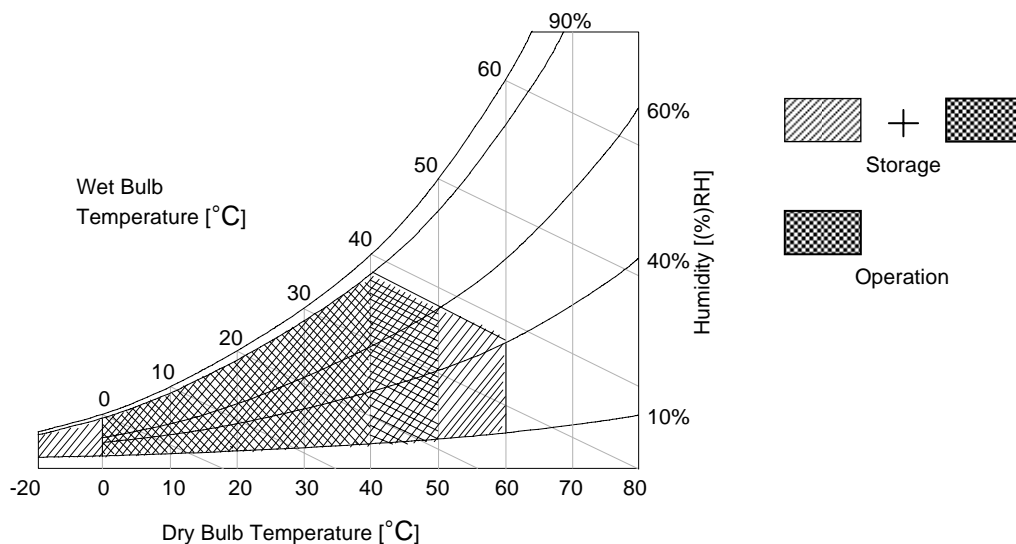 90%
60
60%
50
Wet Bulb
Temperature [°C]
40
40%
30
20
10
0
10%
Humidity [(%)RH]
-20 0 10 20 30 40 50 60 70 80
Dry Bulb Temperature [°C]
+
Storage
Operation